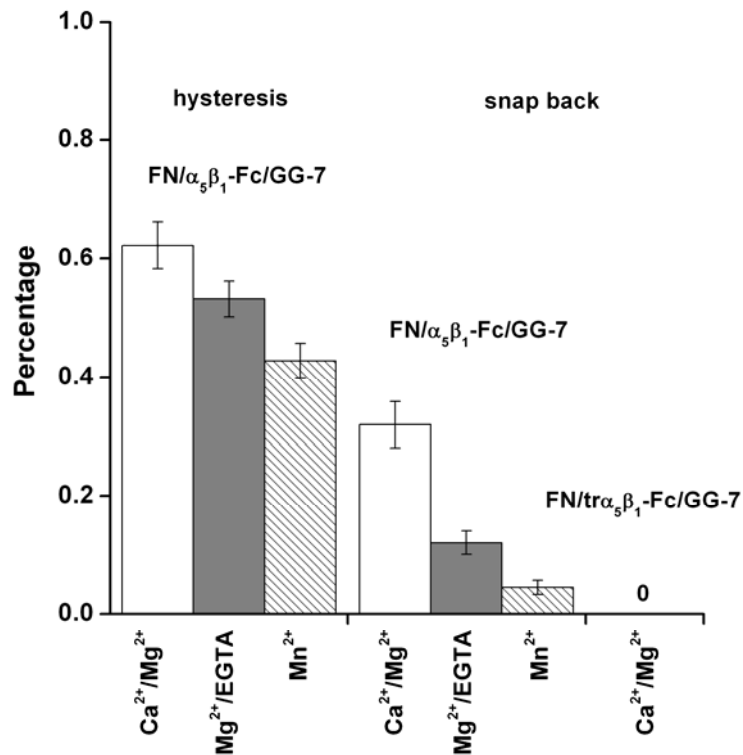 1.0
hysteresis
snap back
0.8
FN/α₅β₁-Fc/GG-7
0.6
Percentage
FN/α₅β₁-Fc/GG-7
0.4
FN/trα₅β₁-Fc/GG-7
0.2
0
0.0
Ca²⁺/Mg²⁺
Mg²⁺/EGTA
Mn²⁺
Ca²⁺/Mg²⁺
Mg²⁺/EGTA
Mn²⁺
Ca²⁺/Mg²⁺